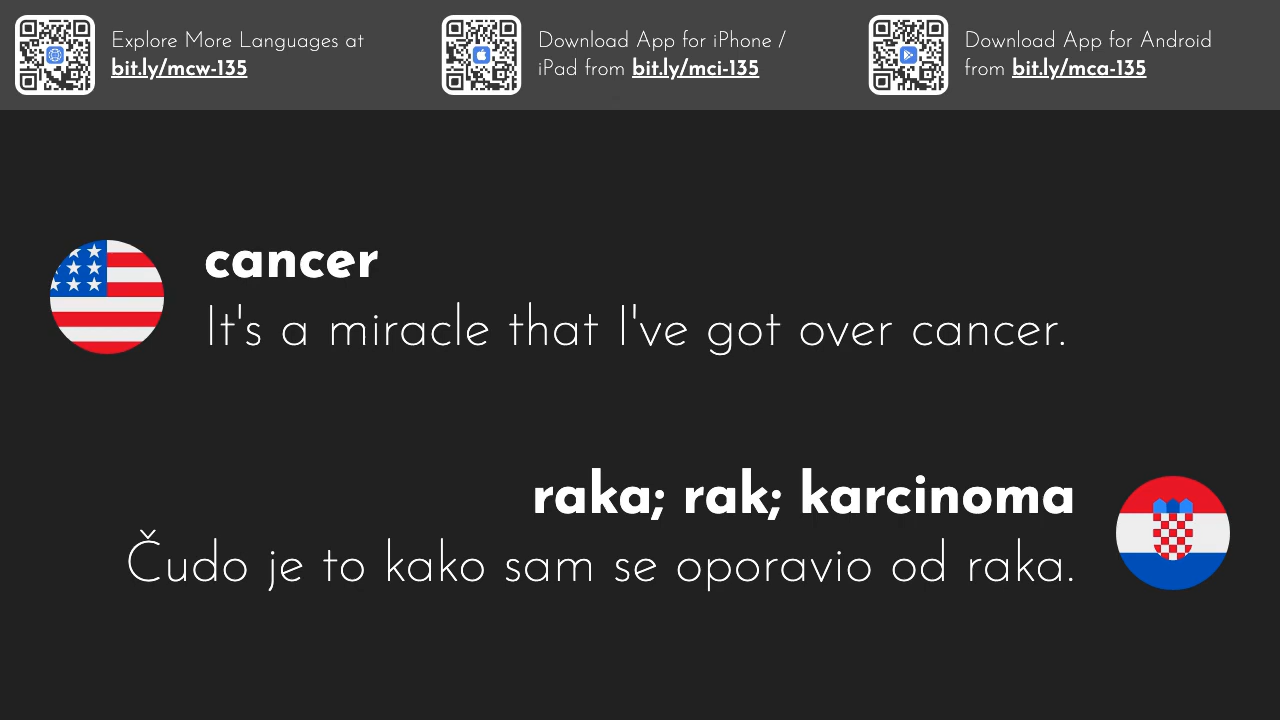 Explore More Languages at
bit.ly/mcw-135
Download App for iPhone /
iPad from bit.ly/mci-135
Download App for Android
from bit.ly/mca-135
cancer
It's a miracle that I've got over cancer.
raka; rak; karcinoma
Čudo je to kako sam se oporavio od raka.